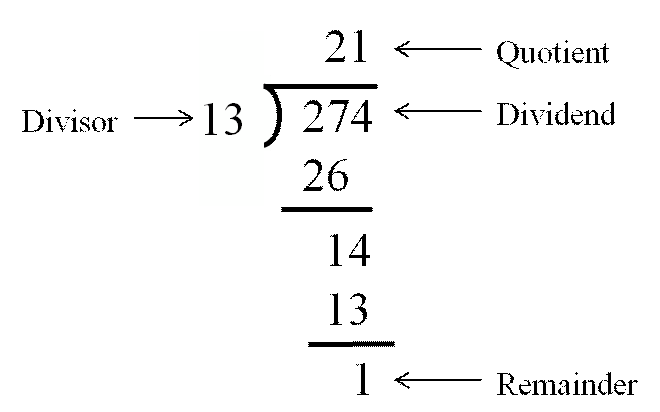 21 Quotient
Divisor 13 274 Dividend
26
14
13
1 Remainder